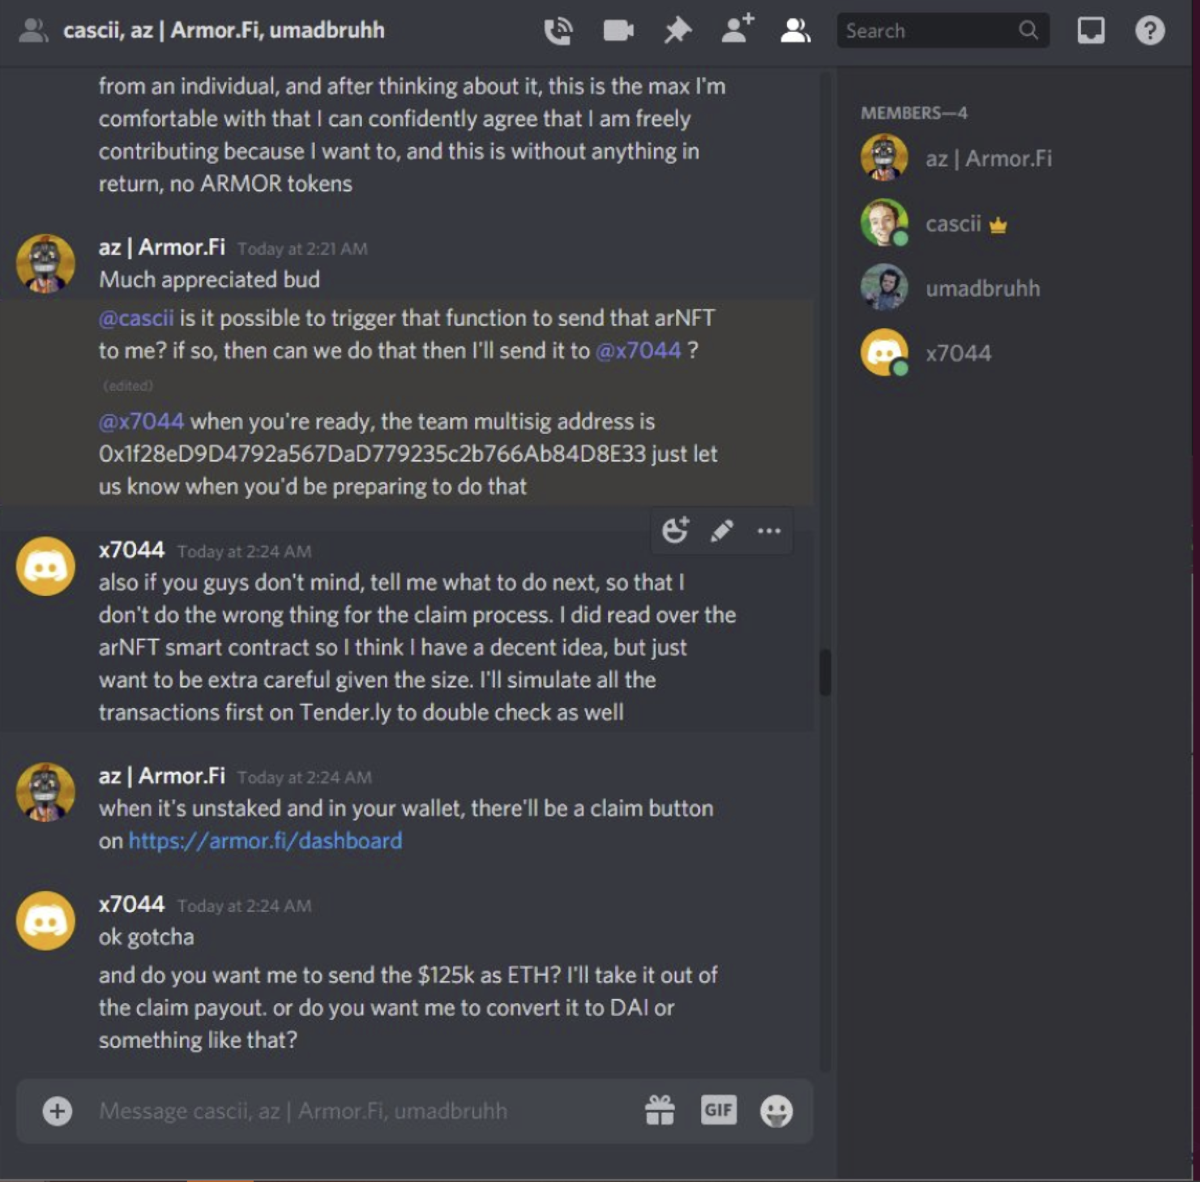 cascii, az | Armor.Fi, umadbruhh
Search
from an individual, and after thinking about it, this is the max I'm
comfortable with that I can confidently agree that I am freely
contributing because I want to, and this is without anything in
return, no ARMOR tokens
az | Armor.Fi Today at 2:21 AM
Much appreciated bud
@cascii is it possible to trigger that function to send that arNFT
to me? if so, then can we do that then I'll send it to @x7044 ?
(edited)
@x7044 when you're ready, the team multisig address is
0x1f28eD9D4792a567DaD779235c2b766Ab84D8E33 just let
us know when you'd be preparing to do that
x7044 Today at 2:24 AM
also if you guys don't mind, tell me what to do next, so that I
don't do the wrong thing for the claim process. I did read over the
arNFT smart contract so I think I have a decent idea, but just
want to be extra careful given the size. I'll simulate all the
transactions first on Tender.ly to double check as well
az | Armor.Fi Today at 2:24 AM
when it's unstaked and in your wallet, there'll be a claim button
on https://armor.fi/dashboard
x7044 Today at 2:24 AM
ok gotcha
and do you want me to send the $125k as ETH? I'll take it out of
the claim payout. or do you want me to convert it to DAI or
something like that?
Message cascii, az | Armor.Fi, umadbruhh
GIF
MEMBERS—4
az | Armor.Fi
cascii
umadbruhh
x7044